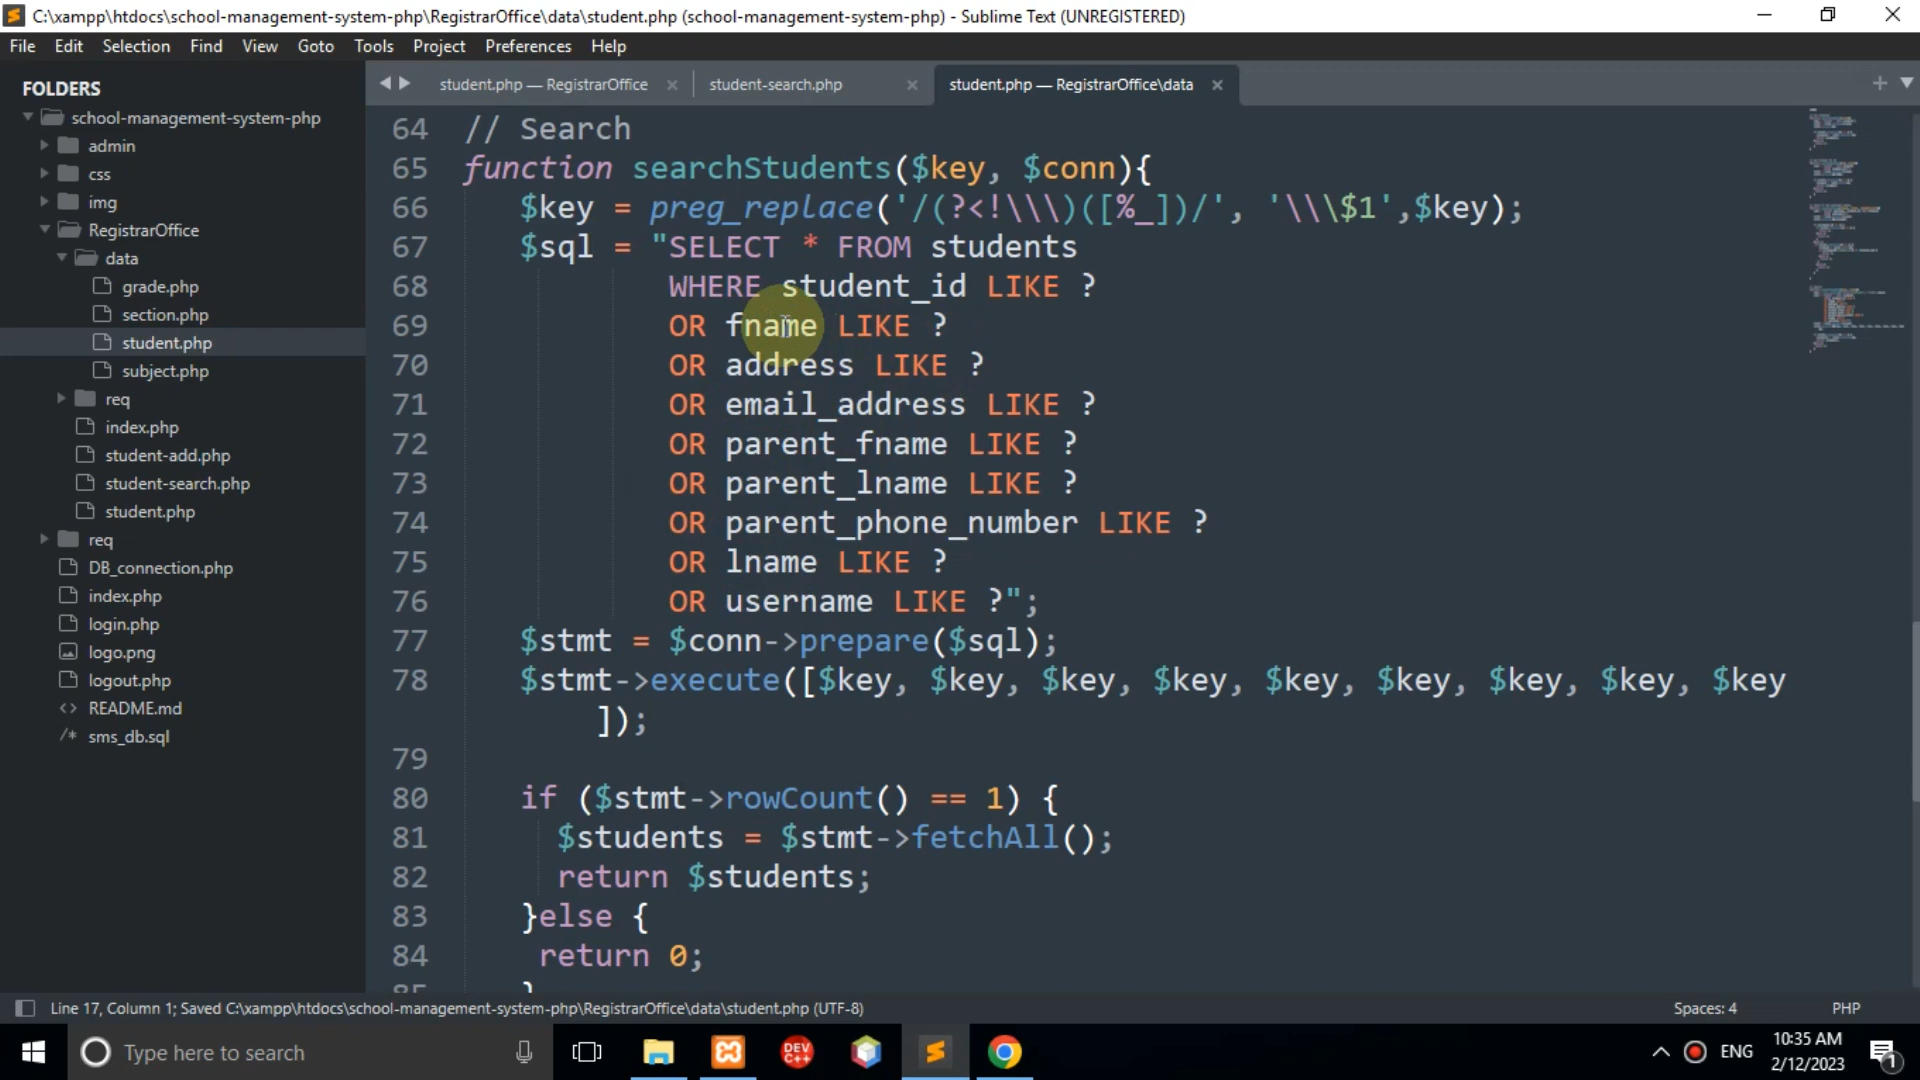 C:\xampp\htdocs\school-management-system-php\RegistrarOffice\data\student.php (school-management-system-php) - Sublime Text (UNREGISTERED)
File Edit Selection Find View Goto Tools Project Preferences Help
FOLDERS
school-management-system-php
admin
css
img
RegistrarOffice
data
grade.php
section.php
student.php
subject.php
req
index.php
student-add.php
student-search.php
student.php
req
DB_connection.php
index.php
login.php
logo.png
logout.php
README.md
sms_db.sql
student.php — RegistrarOffice student-search.php student.php — RegistrarOffice\data
64 // Search
65 function searchStudents($key, $conn){
66 $key = preg_replace('/(?<!\\\)([%_])/', '\\\$1',$key);
67 $sql = "SELECT * FROM students
68 WHERE student_id LIKE ?
69 OR fname LIKE ?
70 OR address LIKE ?
71 OR email_address LIKE ?
72 OR parent_fname LIKE ?
73 OR parent_lname LIKE ?
74 OR parent_phone_number LIKE ?
75 OR lname LIKE ?
76 OR username LIKE ?";
77 $stmt = $conn->prepare($sql);
78 $stmt->execute([$key, $key, $key, $key, $key, $key, $key, $key, $key
]);
79
80 if ($stmt->rowCount() == 1) {
81 $students = $stmt->fetchAll();
82 return $students;
83 }else {
84 return 0;
85 }
Line 17, Column 1; Saved C:\xampp\htdocs\school-management-system-php\RegistrarOffice\data\student.php (UTF-8) Spaces: 4 PHP
Type here to search
DEV C++
ENG
10:35 AM
2/12/2023
1